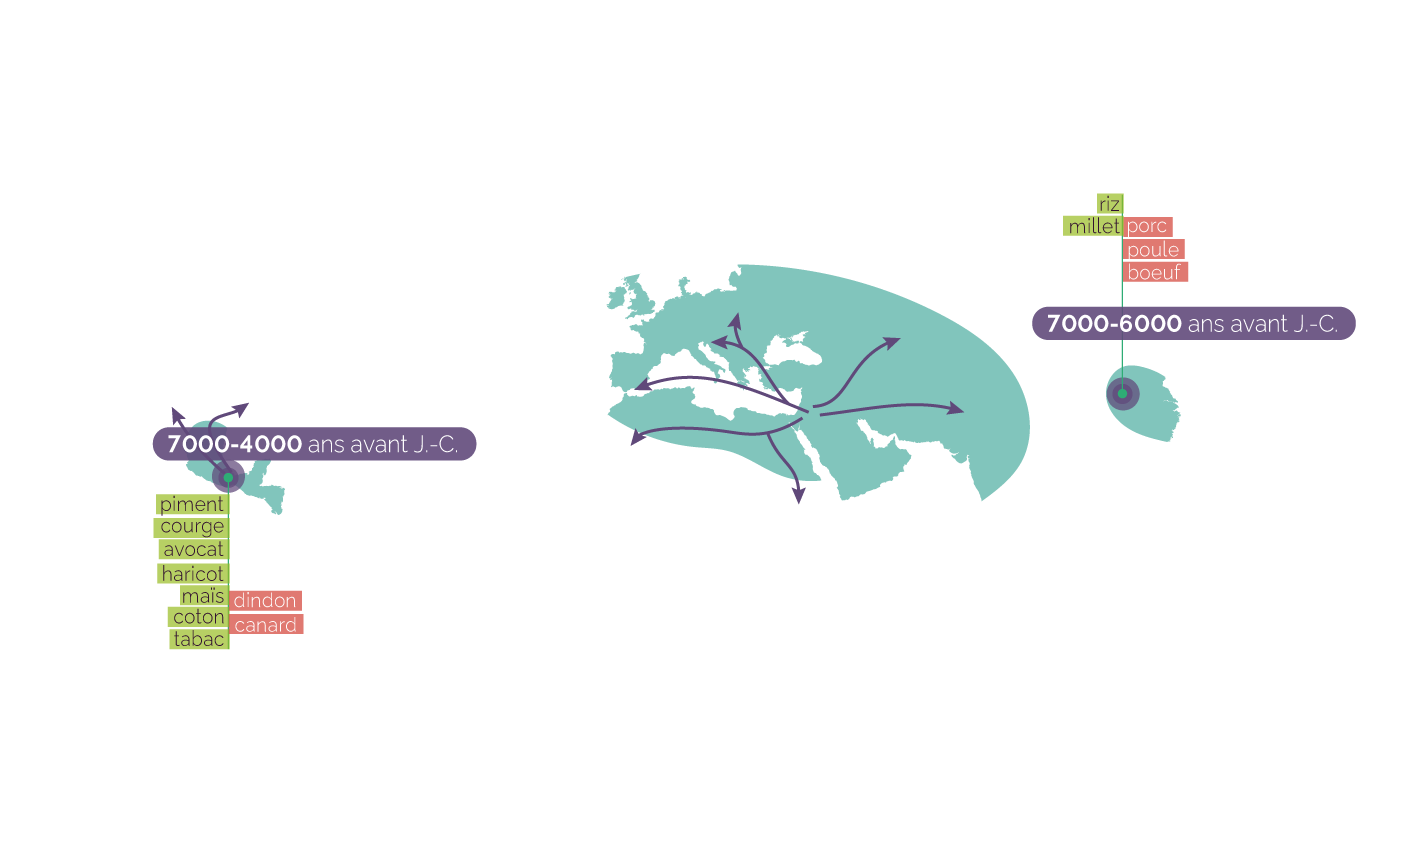 riz
millet
porc
poule
boeuf
7000-6000 ans avant J.-C.
7000-4000 ans avant J.-C.
piment
courge
avocat
haricot
maïs
coton
tabac
dindon
canard